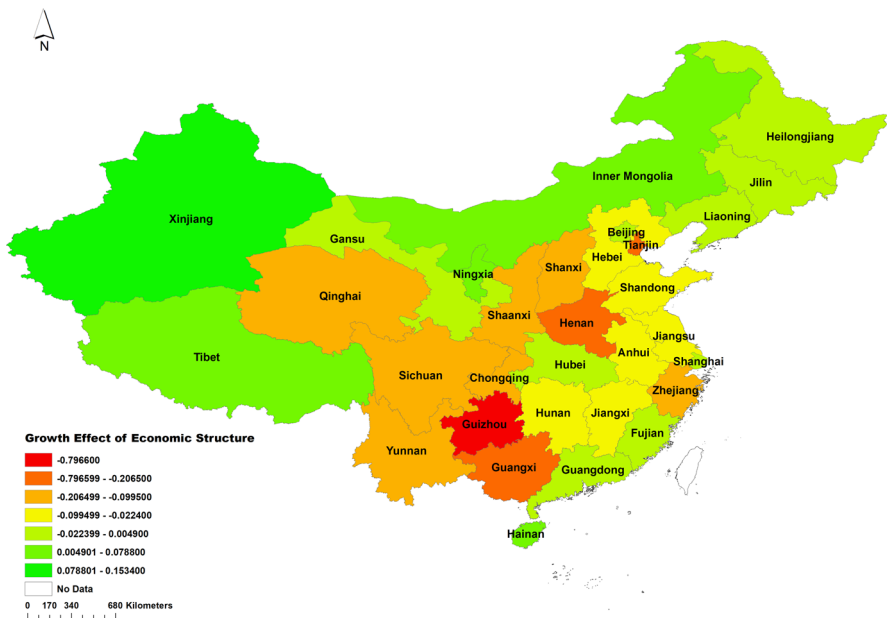 N
Heilongjiang
Inner Mongolia
Jilin
Xinjiang
Liaoning
Gansu
Beijing
Tianjin
Hebei
Ningxia
Shanxi
Qinghai
Shandong
Shaanxi
Henan
Jiangsu
Anhui
Tibet
Shanghai
Hubei
Sichuan
Chongqing
Zhejiang
Hunan
Jiangxi
Guizhou
Fujian
Growth Effect of Economic Structure
Yunnan
-0.796600
Guangxi
Guangdong
-0.796599 - -0.206500
-0.206499 - -0.099500
-0.099499 - -0.022400
-0.022399 - 0.004900
Hainan
0.004901 - 0.078800
0.078801 - 0.153400
No Data
0 170 340 680 Kilometers